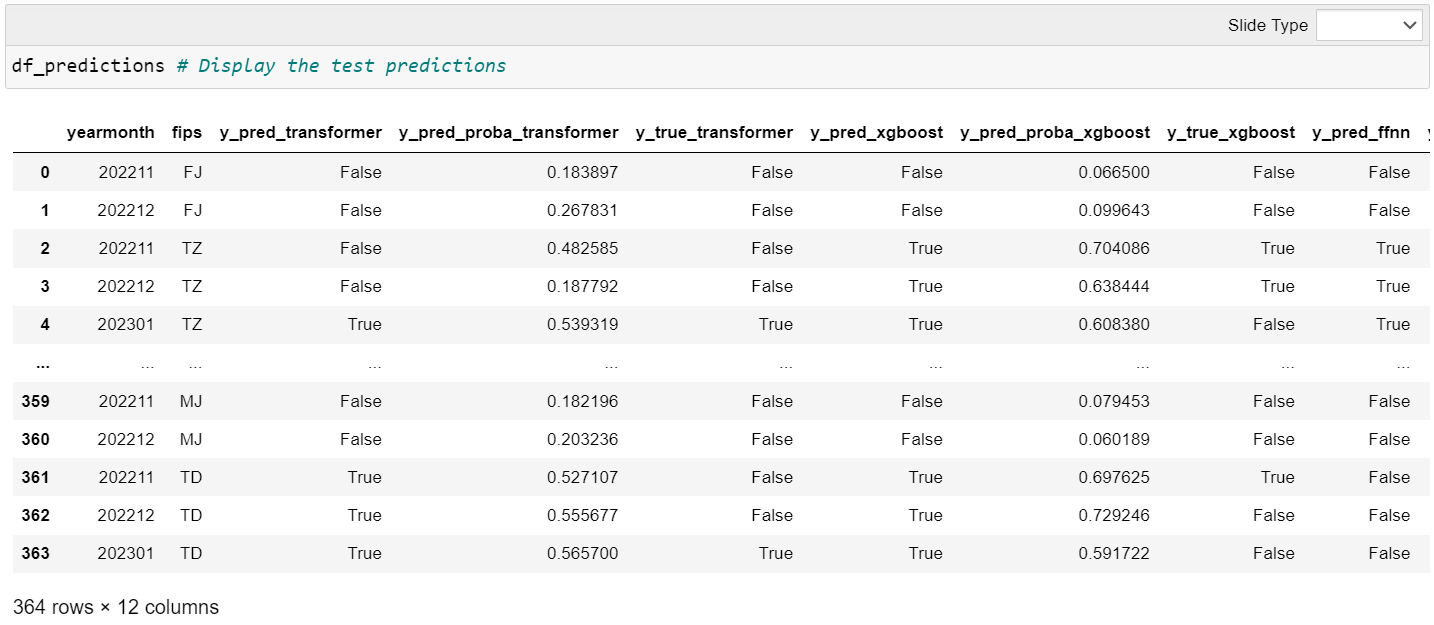 Slide Type
df_predictions # Display the test predictions
yearmonth fips y_pred_transformer y_pred_proba_transformer y_true_transformer y_pred_xgboost y_pred_proba_xgboost y_true_xgboost y_pred_ffnn
0 202211 FJ False 0.183897 False False 0.066500 False False
1 202212 FJ False 0.267831 False False 0.099643 False False
2 202211 TZ False 0.482585 False True 0.704086 True True
3 202212 TZ False 0.187792 False True 0.638444 True True
4 202301 TZ True 0.539319 True True 0.608380 False True
... ... ... ... ... ... ... ... ... ...
359 202211 MJ False 0.182196 False False 0.079453 False False
360 202212 MJ False 0.203236 False False 0.060189 False False
361 202211 TD True 0.527107 False True 0.697625 True False
362 202212 TD True 0.555677 False True 0.729246 False False
363 202301 TD True 0.565700 True True 0.591722 False False
364 rows × 12 columns